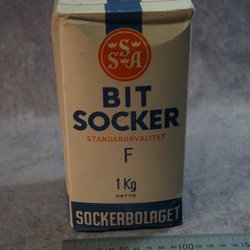 SSA
BIT
SOCKER
STANDARDKVALITET
F
1 Kg
NETTO
SOCKERBOLAGET